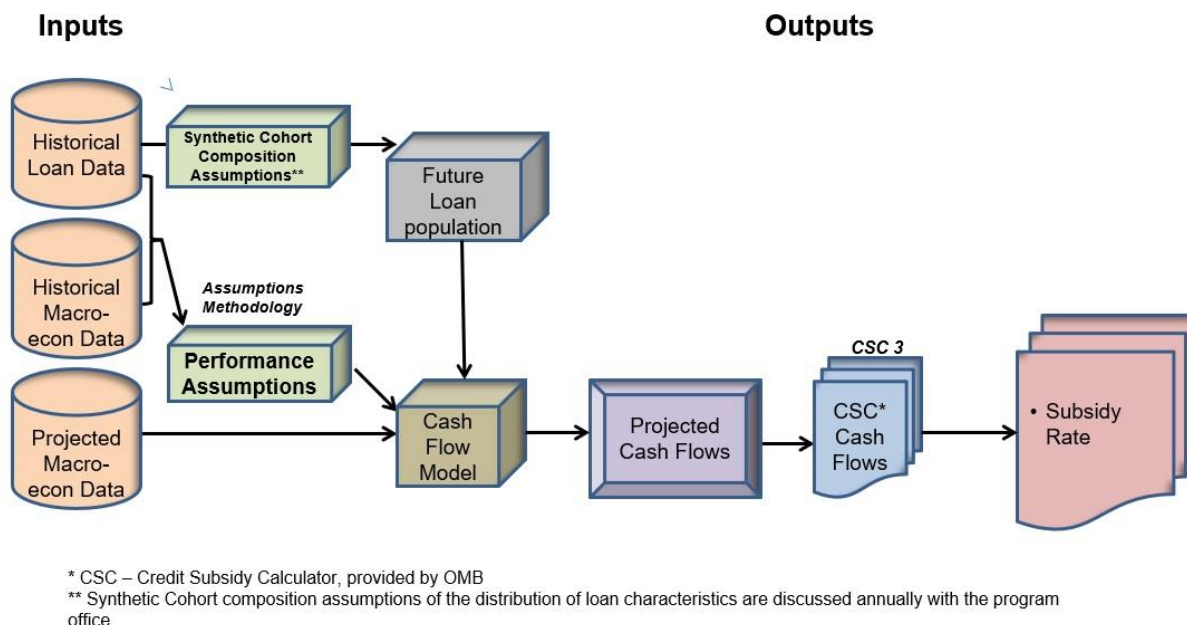 Inputs
Outputs
Historical
Loan Data
Synthetic Cohort
Composition
Assumptions**
Future
Loan
population
Historical
Macro-
econ Data
Assumptions
Methodology
Performance
Assumptions
Projected
Macro-
econ Data
Cash
Flow
Model
Projected
Cash Flows
CSC 3
CSC*
Cash
Flows
• Subsidy
Rate
* CSC – Credit Subsidy Calculator, provided by OMB
** Synthetic Cohort composition assumptions of the distribution of loan characteristics are discussed annually with the program
office